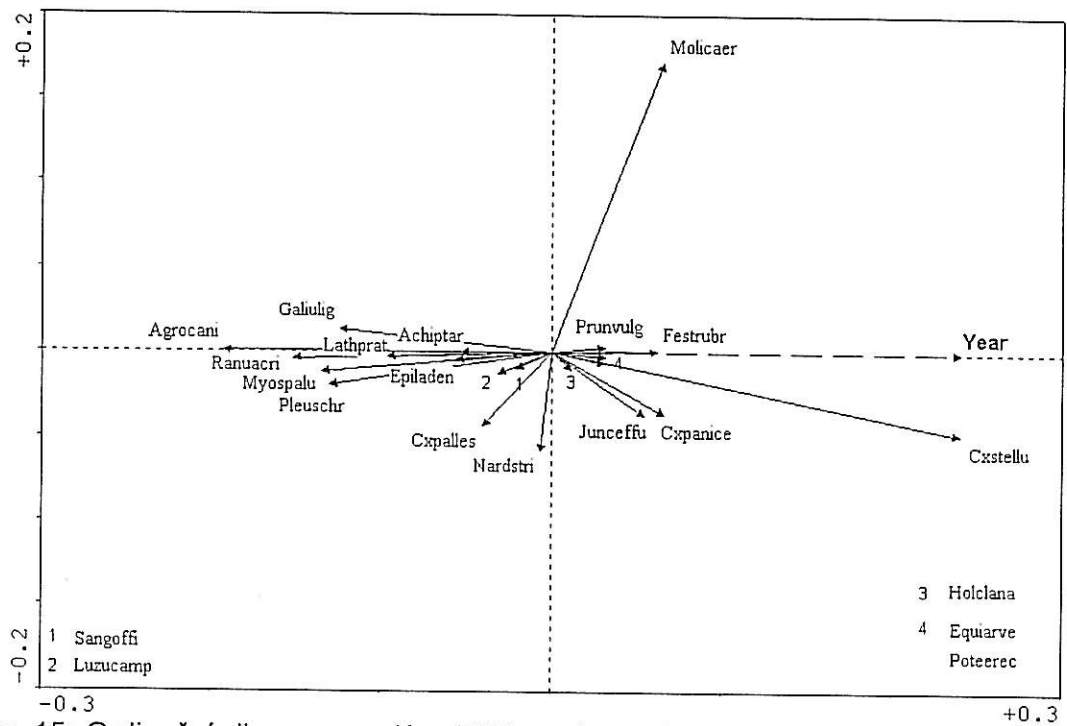 +0.2
Molicaer
Galiulig
Agrocani
Achiptar
Prunvulg
Festrubr
Lathprat
Year
Ranuacri
Myospalu
Epiladen
2
1
3
4
Pleuschr
Cxpalles
Junceffu
Cxpanice
Nardstri
Cxstellu
3 Holclana
1 Sangoffi
4 Equiarve
2 Luzucamp
Poteerec
-0.2
-0.3
+0.3
15: